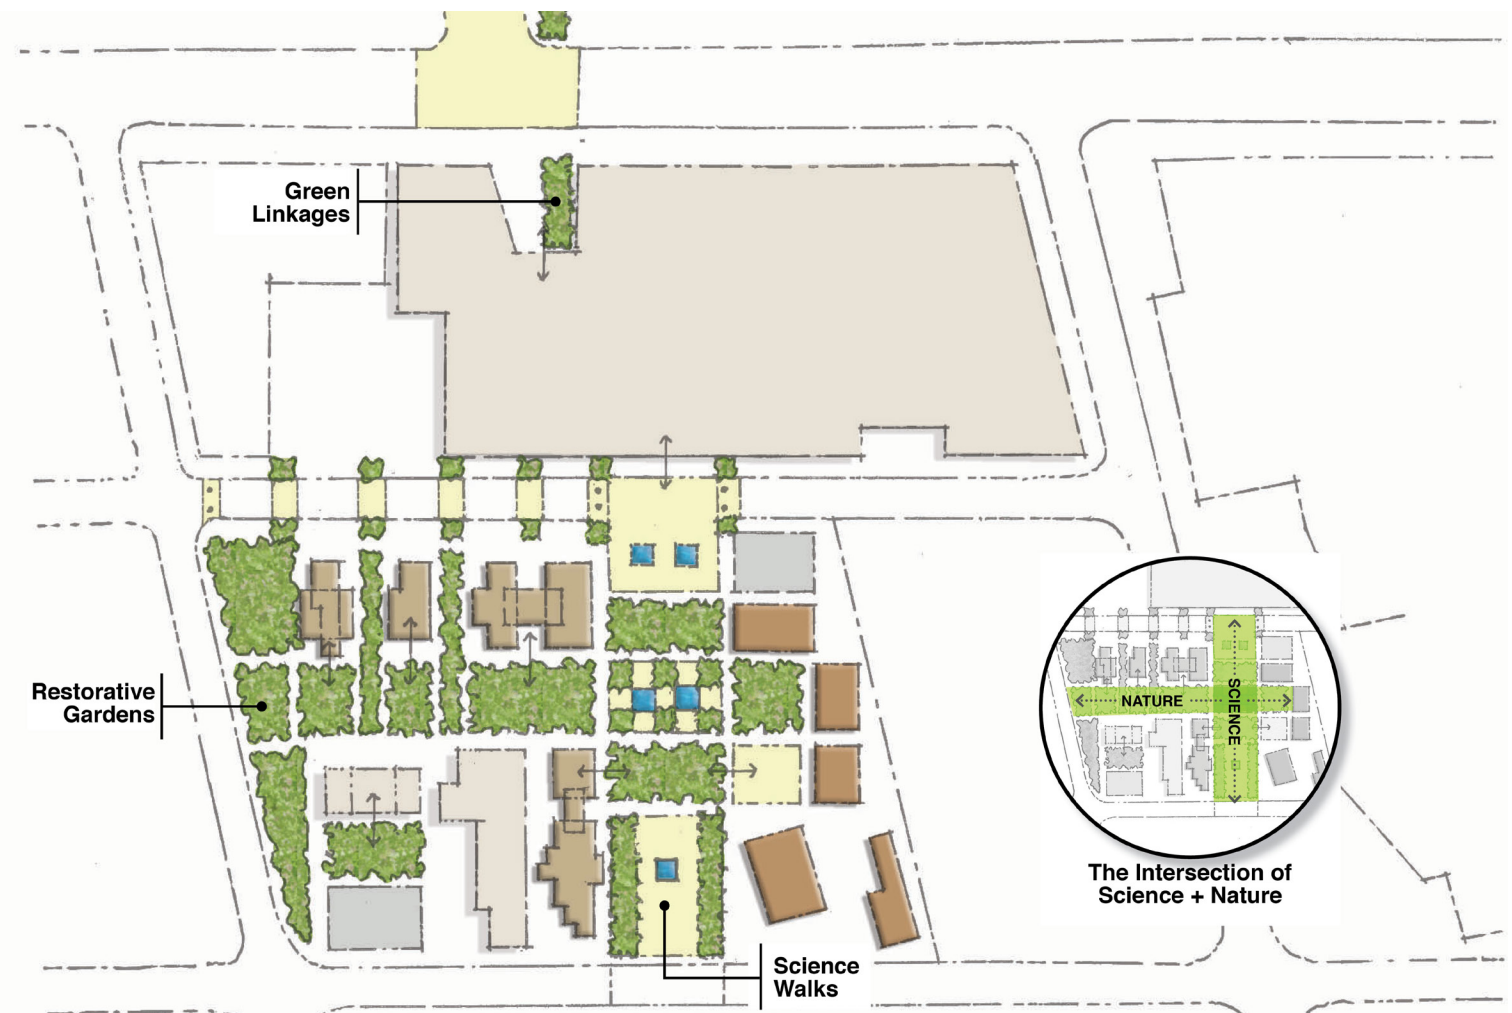 Green
Linkages
Restorative
Gardens
NATURE
SCIENCE
The Intersection of
Science + Nature
Science
Walks